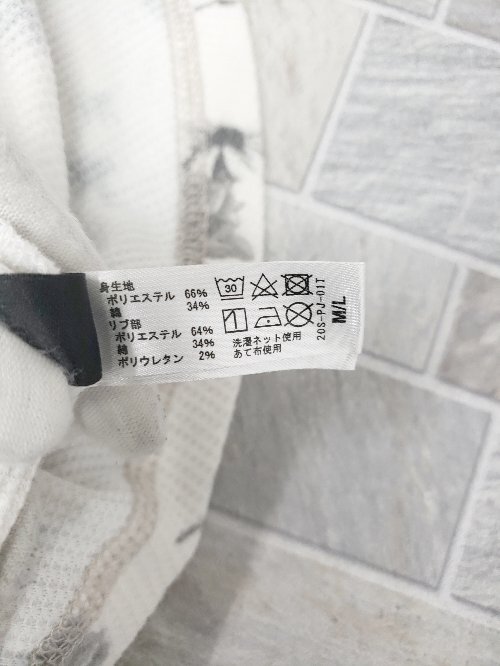 身生地
ポリエステル 66%
綿 34%
リブ部
ポリエステル 64%
綿 34%
ポリウレタン 2%
30
洗濯ネット使用
あて布使用
20S-PJ-01T
M/L